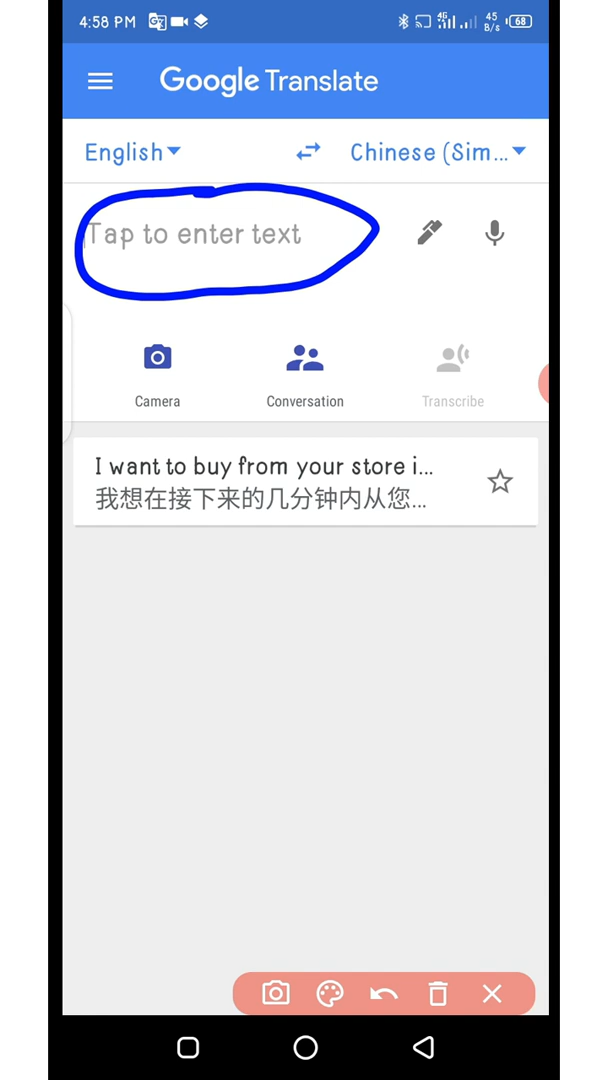 4:58 PM 4G 45 B/s 68
Google Translate
English Chinese (Sim...
Tap to enter text
Camera Conversation Transcribe
I want to buy from your store i...
我想在接下来的几分钟内从您...